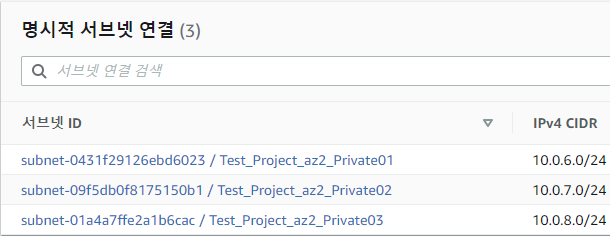 명시적 서브넷 연결 (3)
서브넷 연결 검색
서브넷 ID IPv4 CIDR
subnet-0431f29126ebd6023 / Test_Project_az2_Private01 10.0.6.0/24
subnet-09f5db0f8175150b1 / Test_Project_az2_Private02 10.0.7.0/24
subnet-01a4a7ffe2a1b6cac / Test_Project_az2_Private03 10.0.8.0/24